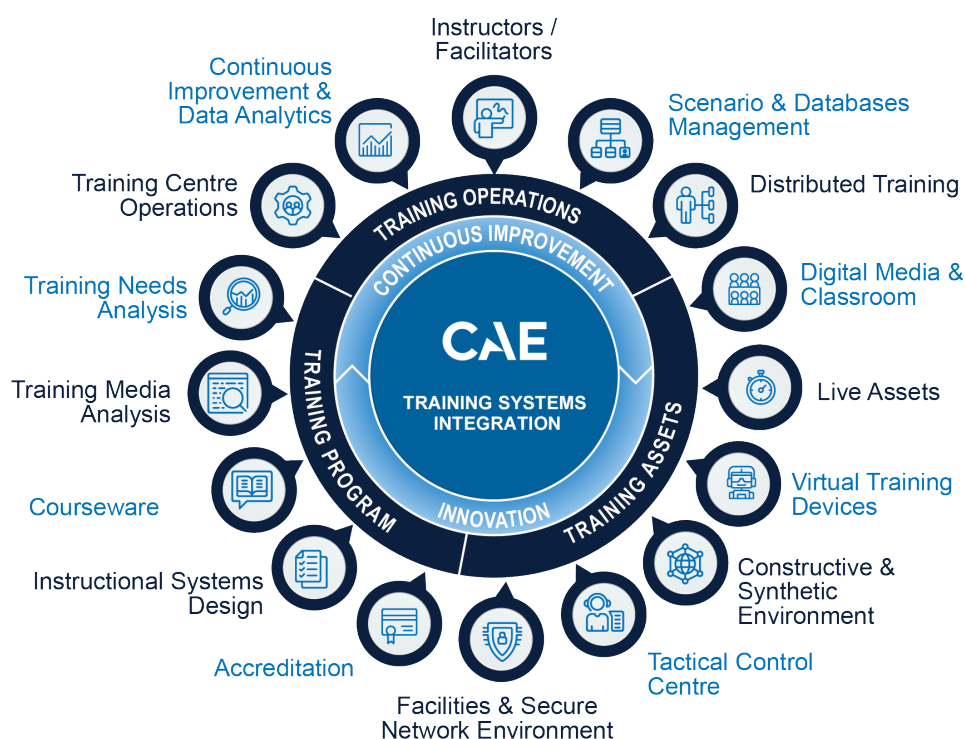 Instructors /
Facilitators
Continuous
Improvement &
Data Analytics
Scenario & Databases
Management
Training Centre
Operations
Distributed Training
Training Needs
Analysis
Digital Media &
Classroom
Training Media
Analysis
Live Assets
Courseware
Virtual Training
Devices
Instructional Systems
Design
Constructive &
Synthetic
Environment
Accreditation
Tactical Control
Centre
Facilities & Secure
Network Environment
TRAINING OPERATIONS
CONTINUOUS IMPROVEMENT
TRAINING PROGRAM
TRAINING ASSETS
INNOVATION
CAE
TRAINING SYSTEMS
INTEGRATION